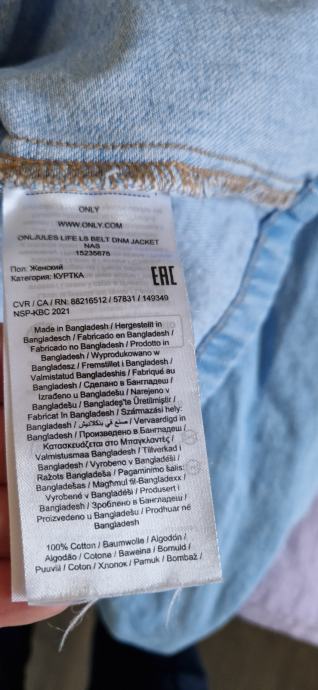 ONLY
WWW.ONLY.COM
ONLJULES LIFE LS BELT DNM JACKET
NAS
15235678
Пол: Женский
Категория: КУРТКА
EAC
CVR / CA / RN: 88216512 / 57831 / 149349
NSP-KBC 2021
Made in Bangladesh / Hergestellt in
Bangladesch / Fabricado en Bangladesh /
Fabricado no Bangladesh / Prodotto in
Bangladesh / Wyprodukowano w
Bangladesz / Fremstillet i Bangladesh /
Valmistatud Bangladeshis / Fabriqué au
Bangladesh / Сделано в Бангладеш /
Izrađeno u Bangladešu / Narejeno v
Bangladešu / Bangladeş'te Üretilmiştir /
Fabricat în Bangladesh / Származási hely:
Bangladesh / صنع في بنغلاديش / Vervaardigd in
Bangladesh / Произведено в Бангладеш /
Κατασκευάζεται στο Μπαγκλαντές /
Valmistusmaa Bangladesh / Tillverkad i
Bangladesh / Vyrobeno v Bangladéši /
Ražots Bangladeša / Pagaminimo šalis:
Bangladešas / Magħmul fil-Bangladexx /
Vyrobené v Bangladéši / Produsert i
Bangladesh / Зроблено в Бангладеш /
Proizvedeno u Bangladešu / Prodhuar në
Bangladesh
100% Cotton / Baumwolle / Algodón /
Algodão / Cotone / Bawełna / Bomuld /
Puuvill / Coton / Хлопок / Pamuk / Bombaž /